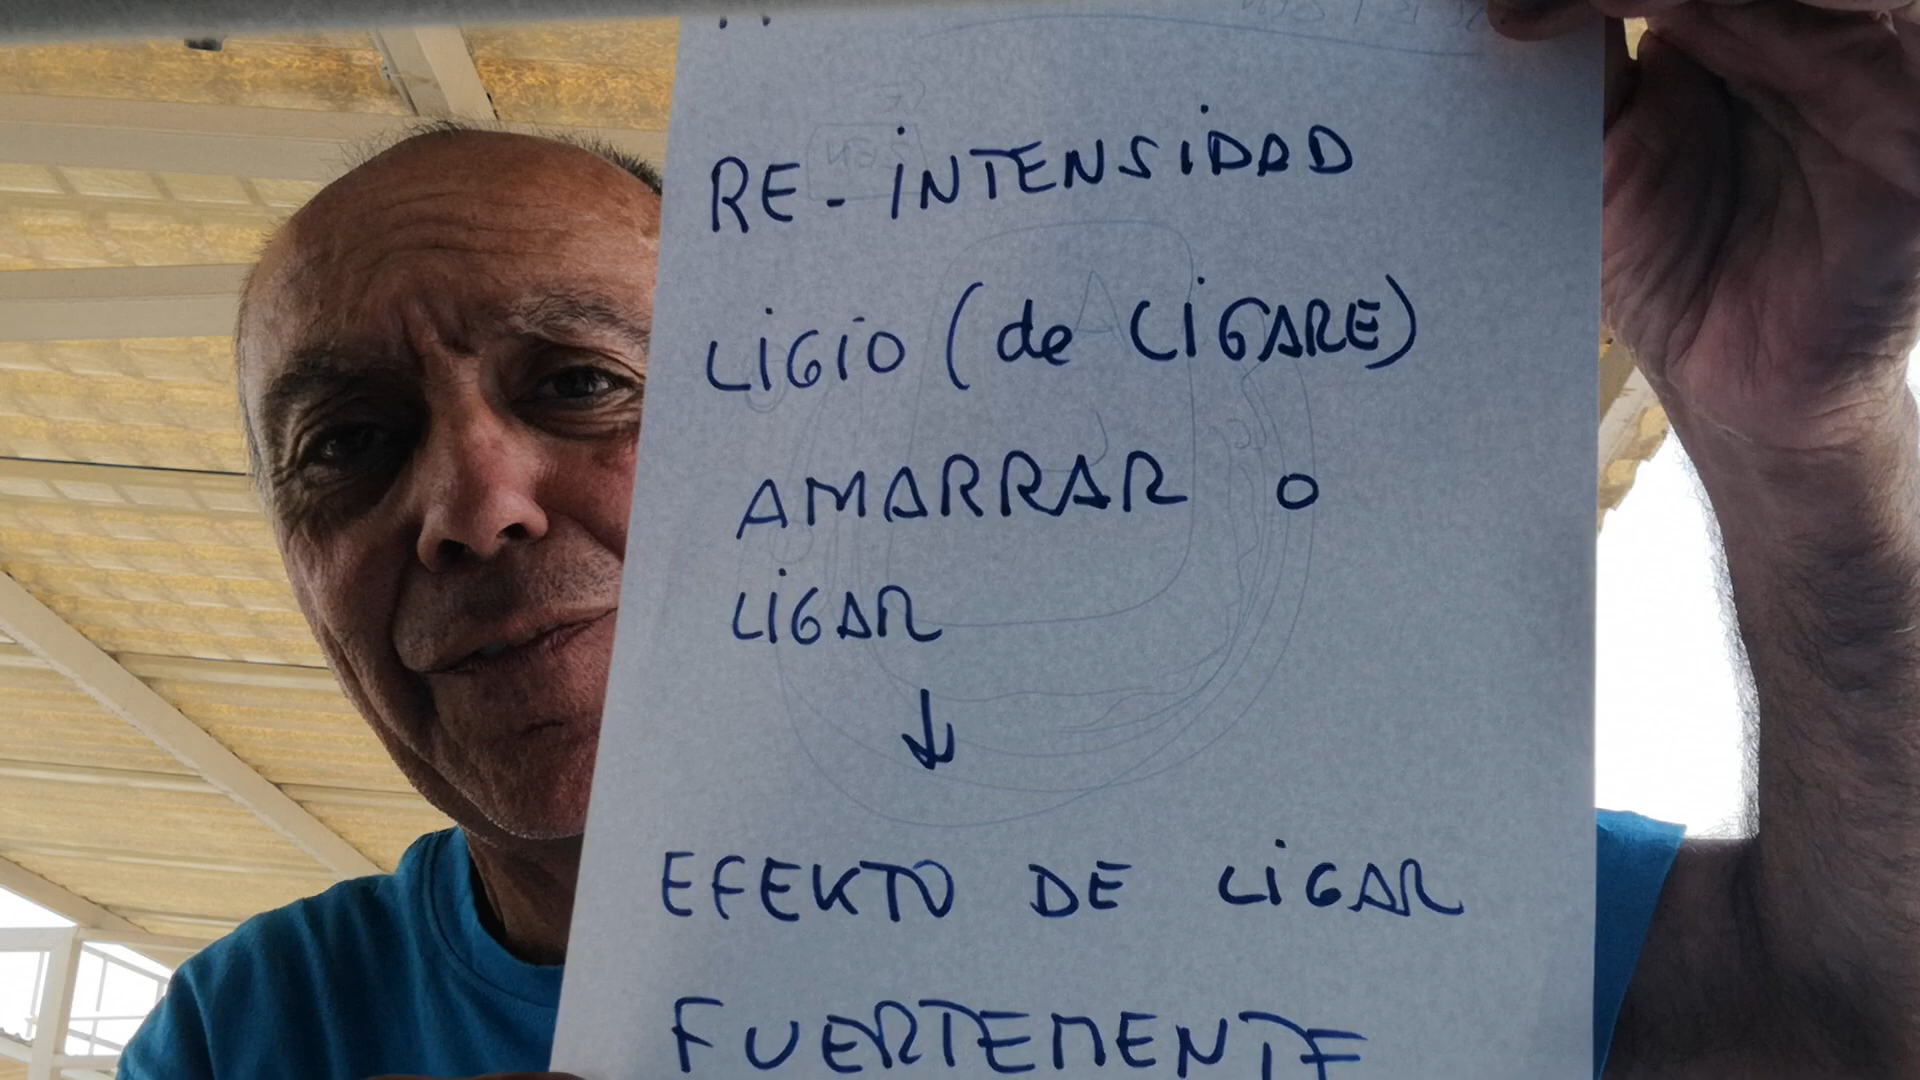 RE-INTENSIDAD
LIGIO (de LIGARE)
AMARRAR o
LIGAR
↓
EFEKTO DE LIGAR
FUERTEMENTE